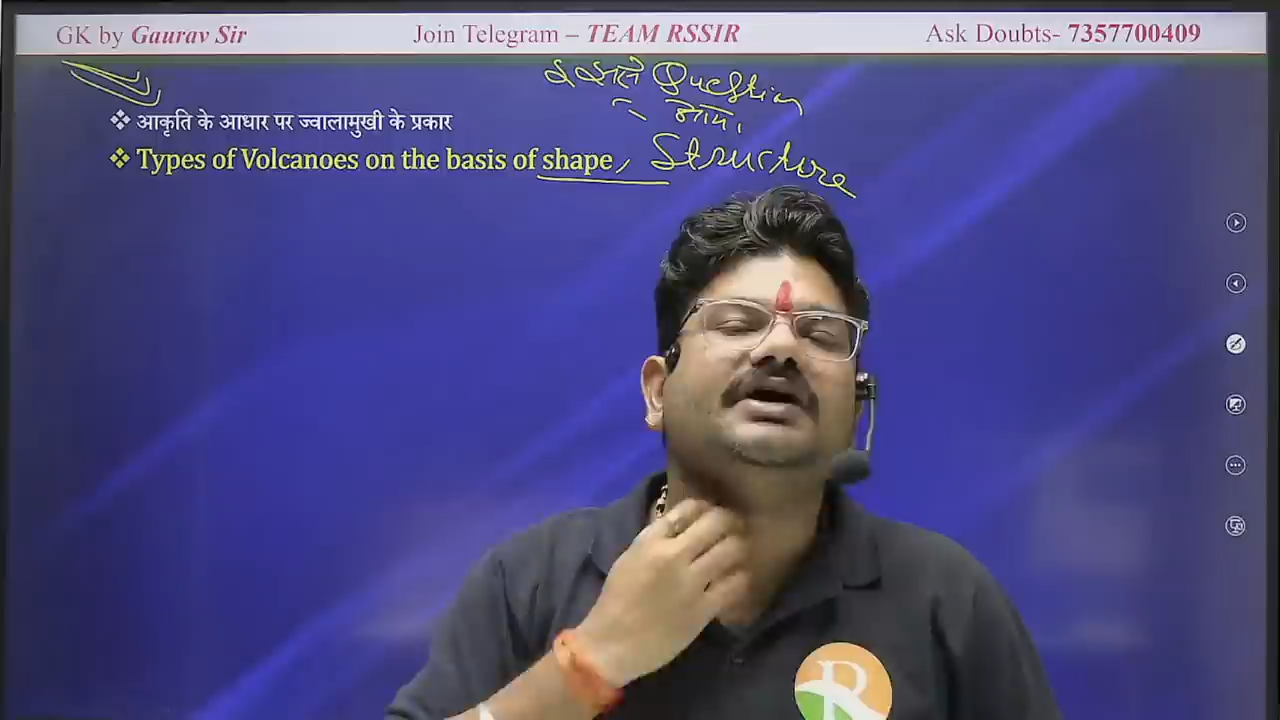 GK by Gaurav Sir Join Telegram – TEAM RSSIR Ask Doubts- 7357700409
Question
❖ आकृति के आधार पर ज्वालामुखी के प्रकार
❖ Types of Volcanoes on the basis of shape, Structure
R